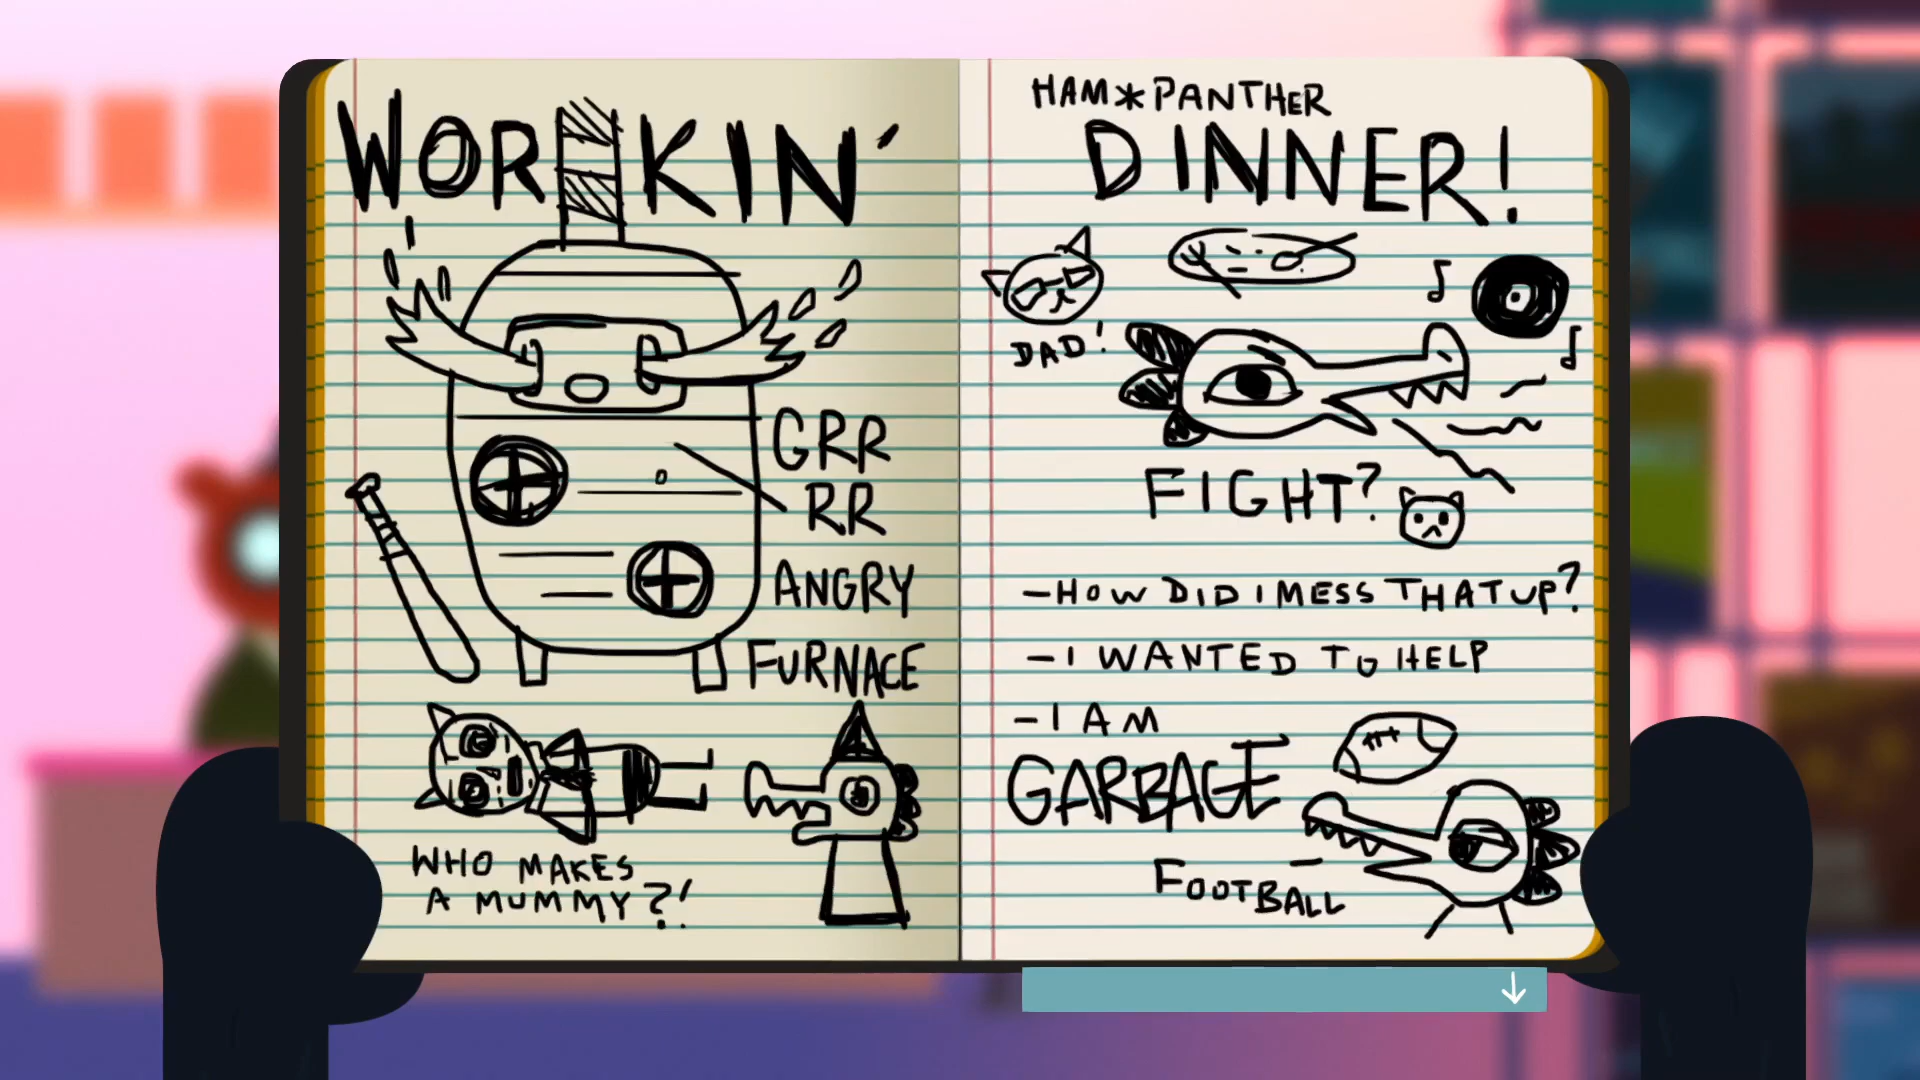 WORKIN'
GRR
RR
ANGRY
FURNACE
WHO MAKES
A MUMMY?!
HAM*PANTHER
DINNER!
DAD!
FIGHT?
-HOW DID I MESS THAT UP?
-I WANTED TO HELP
-I AM
GARBAGE
FOOTBALL